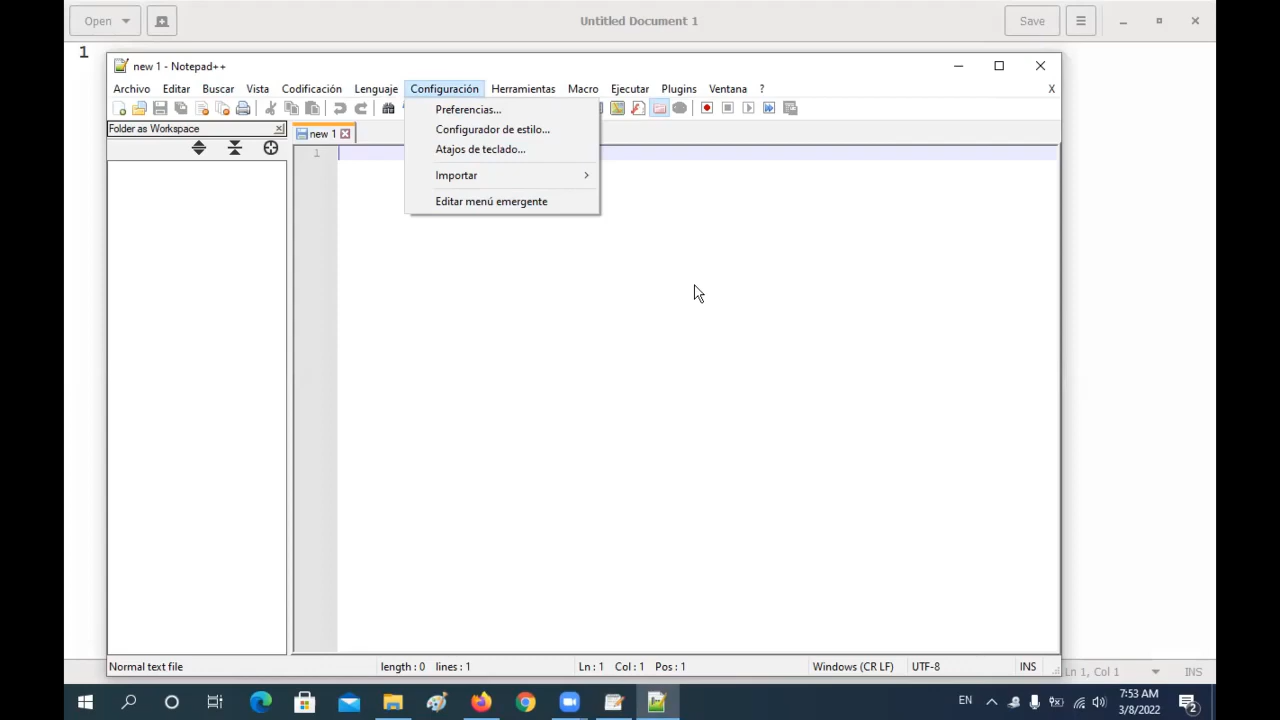 Open
Untitled Document 1
Save
1
new 1 - Notepad++
Archivo Editar Buscar Vista Codificación Lenguaje Configuración Herramientas Macro Ejecutar Plugins Ventana ? X
Preferencias...
Configurador de estilo...
Atajos de teclado...
Importar
Editar menú emergente
Folder as Workspace
new 1
1
Normal text file length : 0 lines : 1 Ln : 1 Col : 1 Pos : 1 Windows (CR LF) UTF-8 INS
Ln 1, Col 1 INS
EN
7:53 AM
3/8/2022
2